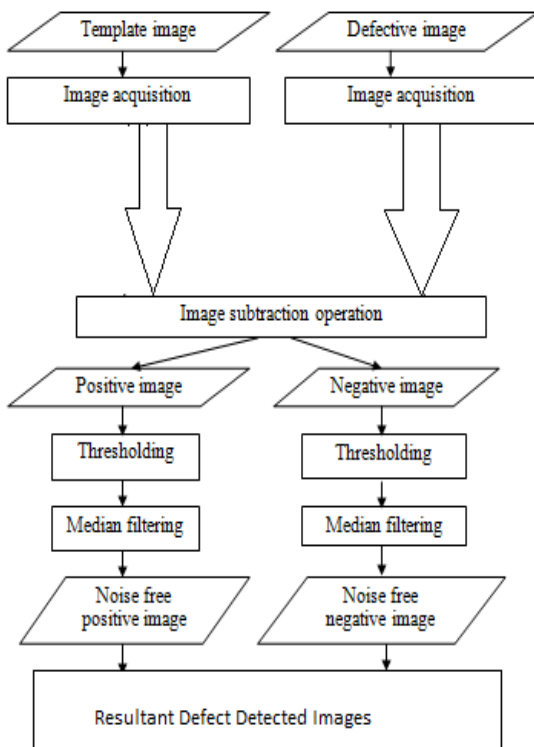 Template image
Defective image
Image acquisition
Image acquisition
Image subtraction operation
Positive image
Negative image
Thresholding
Thresholding
Median filtering
Median filtering
Noise free
positive image
Noise free
negative image
Resultant Defect Detected Images